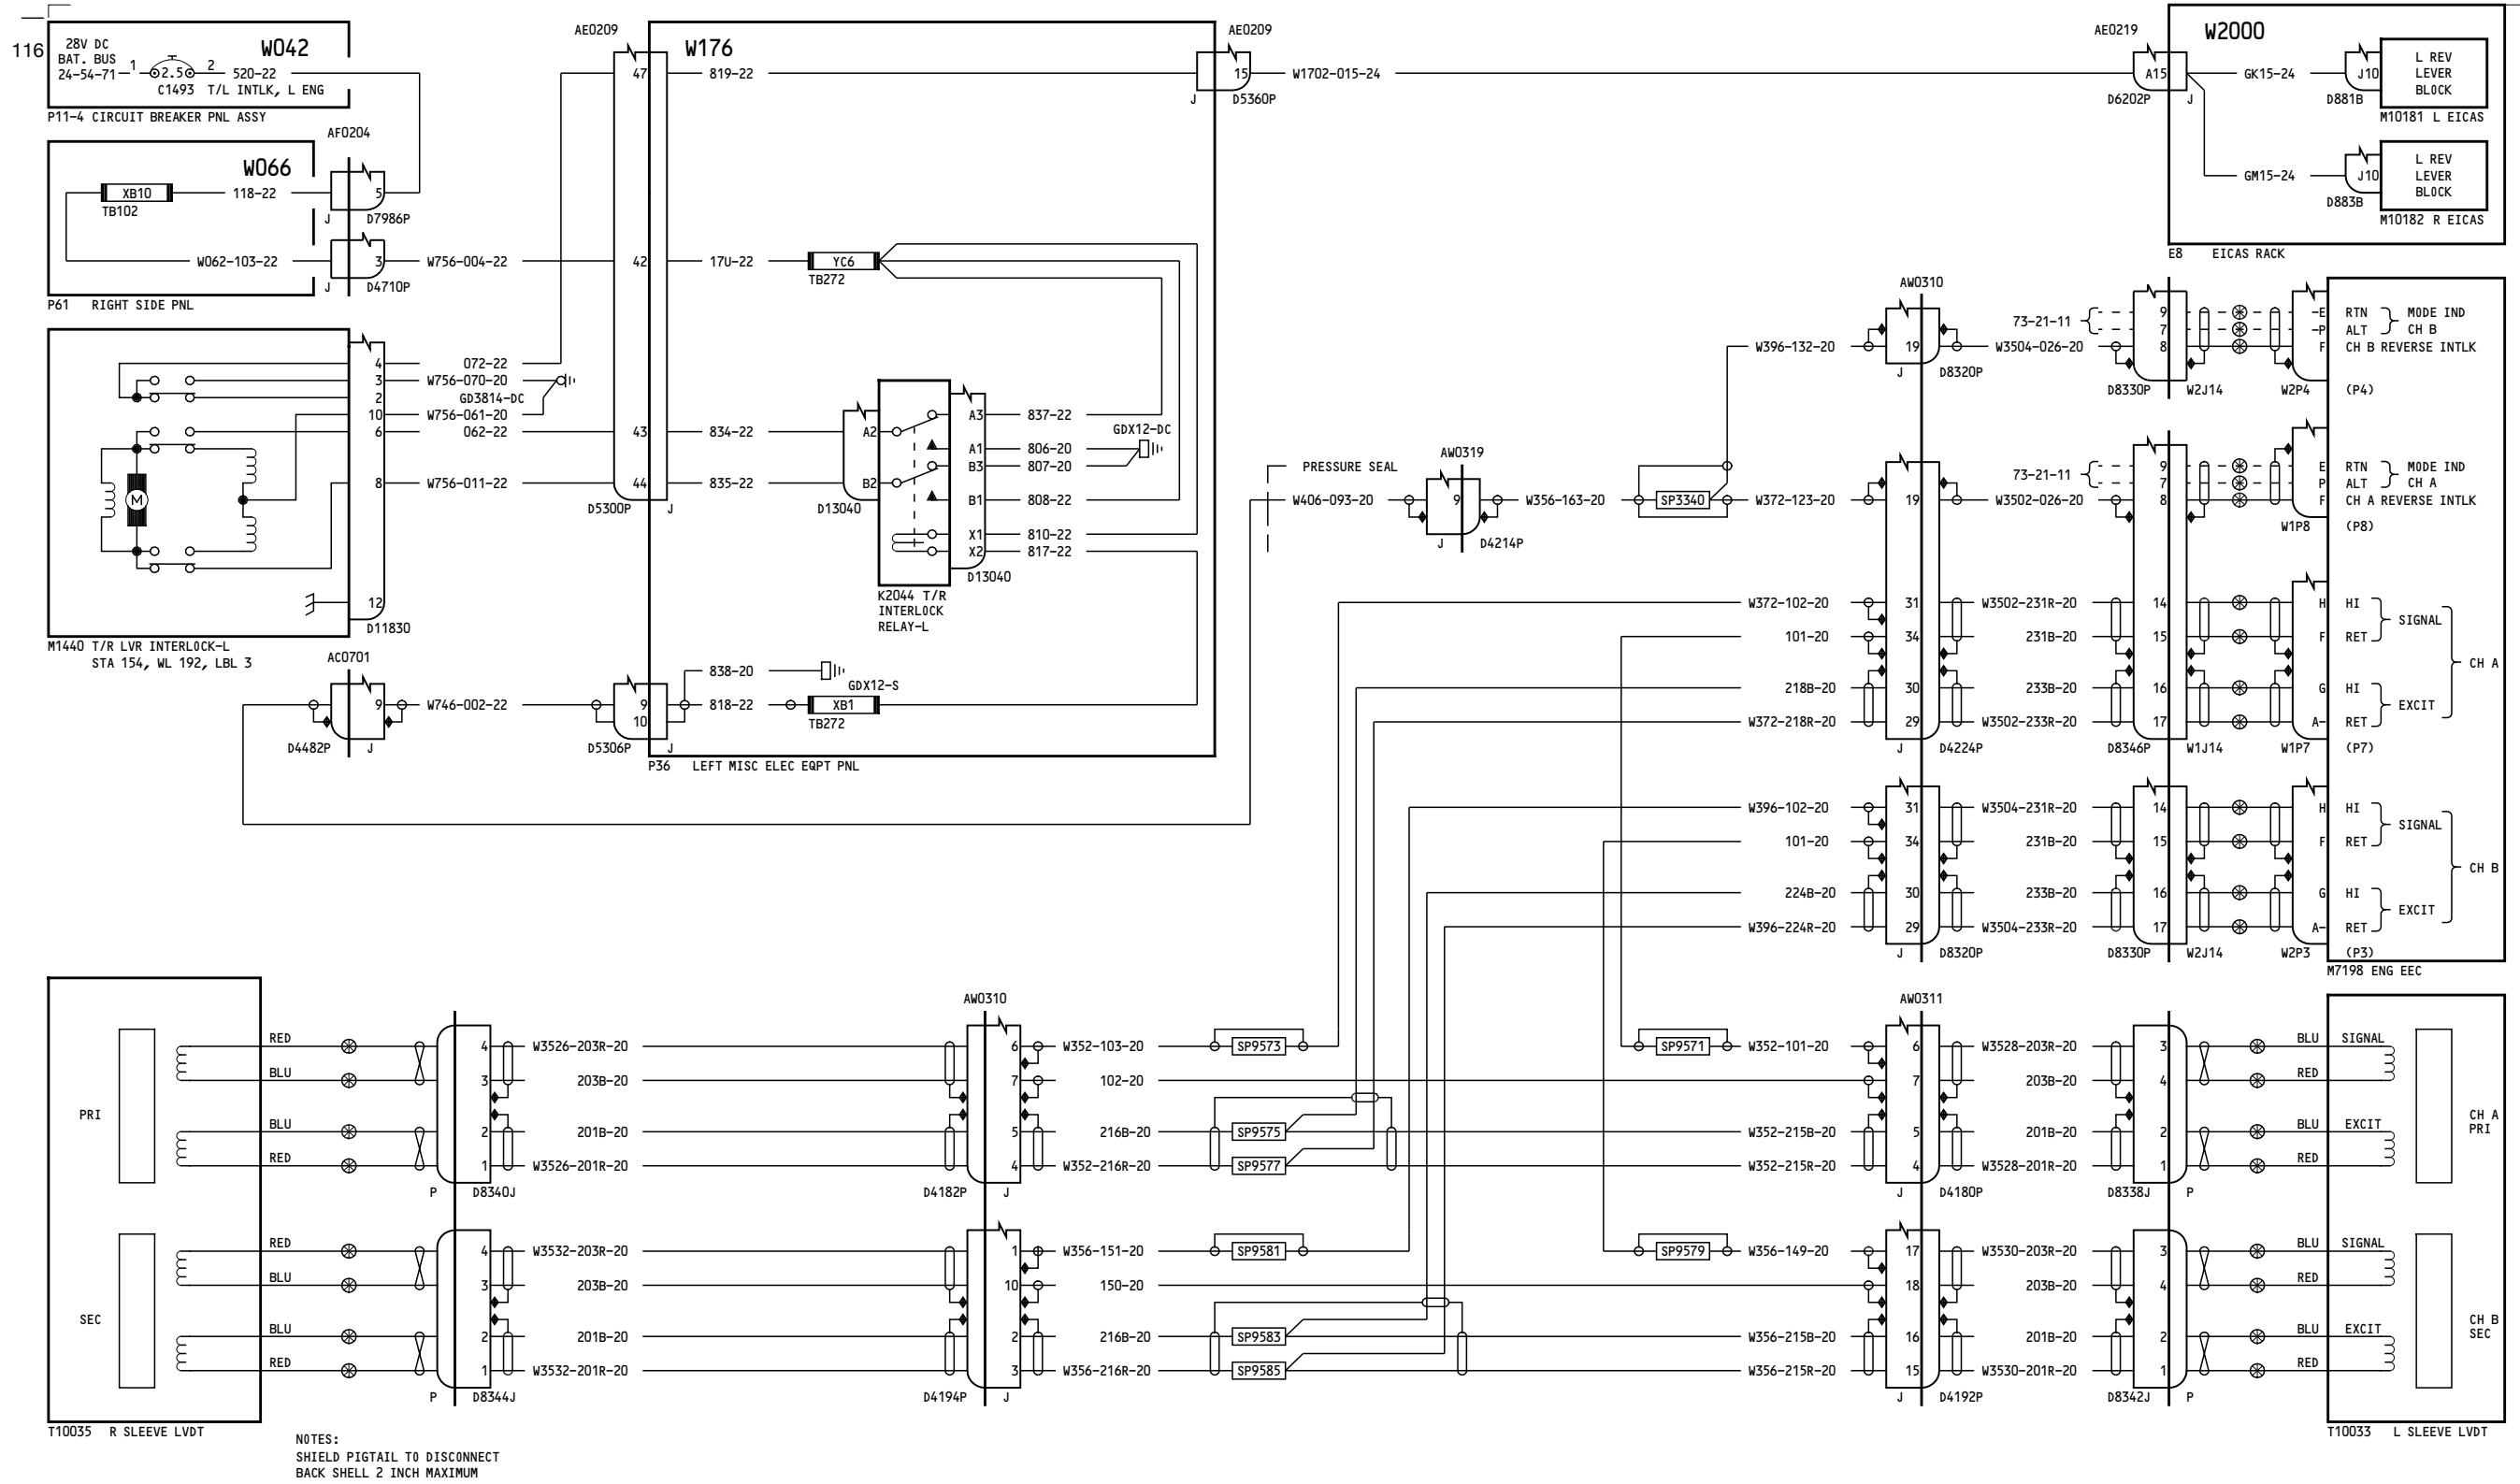 116
28V DC
BAT. BUS
24-54-71
1
2.5
2
W042
520-22
C1493 T/L INTLK, L ENG
P11-4 CIRCUIT BREAKER PNL ASSY
AF0204
W066
XB10
TB102
118-22
5
J
D7986P
W062-103-22
3
W756-004-22
J
D4710P
P61 RIGHT SIDE PNL
4
072-22
3
W756-070-20
2
GD3814-DC
10
W756-061-20
6
062-22
M
8
W756-011-22
12
D11830
M1440 T/R LVR INTERLOCK-L
STA 154, WL 192, LBL 3
AC0701
9
W746-002-22
D4482P
J
AE0209
W176
47
819-22
42
17U-22
YC6
TB272
43
834-22
44
835-22
D5300P
J
A2
B2
D13040
A3
837-22
A1
806-20
B3
807-20
GDX12-DC
B1
808-22
X1
810-22
X2
817-22
D13040
K2044 T/R
INTERLOCK
RELAY-L
838-20
GDX12-S
9
10
818-22
XB1
TB272
D5306P
J
P36 LEFT MISC ELEC EQPT PNL
AE0209
15
W1702-015-24
J
D5360P
AE0219
W2000
A15
D6202P
J
GK15-24
J10
D881B
L REV
LEVER
BLOCK
M10181 L EICAS
GM15-24
J10
D883B
L REV
LEVER
BLOCK
M10182 R EICAS
E8 EICAS RACK
PRESSURE SEAL
W406-093-20
AW0319
9
J
D4214P
W356-163-20
SP3340
W372-123-20
W396-132-20
AW0310
19
J
D8320P
W3504-026-20
73-21-11
9
7
8
D8330P
W2J14
-E
-P
F
W2P4
RTN
ALT
MODE IND
CH B
CH B REVERSE INTLK
(P4)
19
W3502-026-20
73-21-11
9
7
8
E
P
F
W1P8
RTN
ALT
MODE IND
CH A
CH A REVERSE INTLK
(P8)
W372-102-20
31
W3502-231R-20
14
H
HI
101-20
34
231B-20
15
F
RET
SIGNAL
218B-20
30
233B-20
16
G
HI
W372-218R-20
29
W3502-233R-20
17
A-
RET
EXCIT
CH A
J
D4224P
D8346P
W1J14
W1P7
(P7)
W396-102-20
31
W3504-231R-20
14
H
HI
101-20
34
231B-20
15
F
RET
SIGNAL
224B-20
30
233B-20
16
G
HI
W396-224R-20
29
W3504-233R-20
17
A-
RET
EXCIT
CH B
J
D8320P
D8330P
W2J14
W2P3
(P3)
M7198 ENG EEC
PRI
RED
4
W3526-203R-20
BLU
3
203B-20
BLU
2
201B-20
RED
1
W3526-201R-20
P
D8340J
SEC
RED
4
W3532-203R-20
BLU
3
203B-20
BLU
2
201B-20
RED
1
W3532-201R-20
P
D8344J
T10035 R SLEEVE LVDT
AW0310
6
W352-103-20
SP9573
7
102-20
5
216B-20
SP9575
4
W352-216R-20
SP9577
D4182P
J
1
W356-151-20
SP9581
10
150-20
2
216B-20
SP9583
3
W356-216R-20
SP9585
D4194P
J
AW0311
SP9571
W352-101-20
6
W3528-203R-20
3
BLU
SIGNAL
7
203B-20
4
RED
W352-215B-20
5
201B-20
2
BLU
EXCIT
W352-215R-20
4
W3528-201R-20
1
RED
J
D4180P
D8338J
P
CH A
PRI
SP9579
W356-149-20
17
W3530-203R-20
3
BLU
SIGNAL
18
203B-20
4
RED
W356-215B-20
16
201B-20
2
BLU
EXCIT
W356-215R-20
15
W3530-201R-20
1
RED
J
D4192P
D8342J
P
CH B
SEC
T10033 L SLEEVE LVDT
NOTES:
SHIELD PIGTAIL TO DISCONNECT
BACK SHELL 2 INCH MAXIMUM